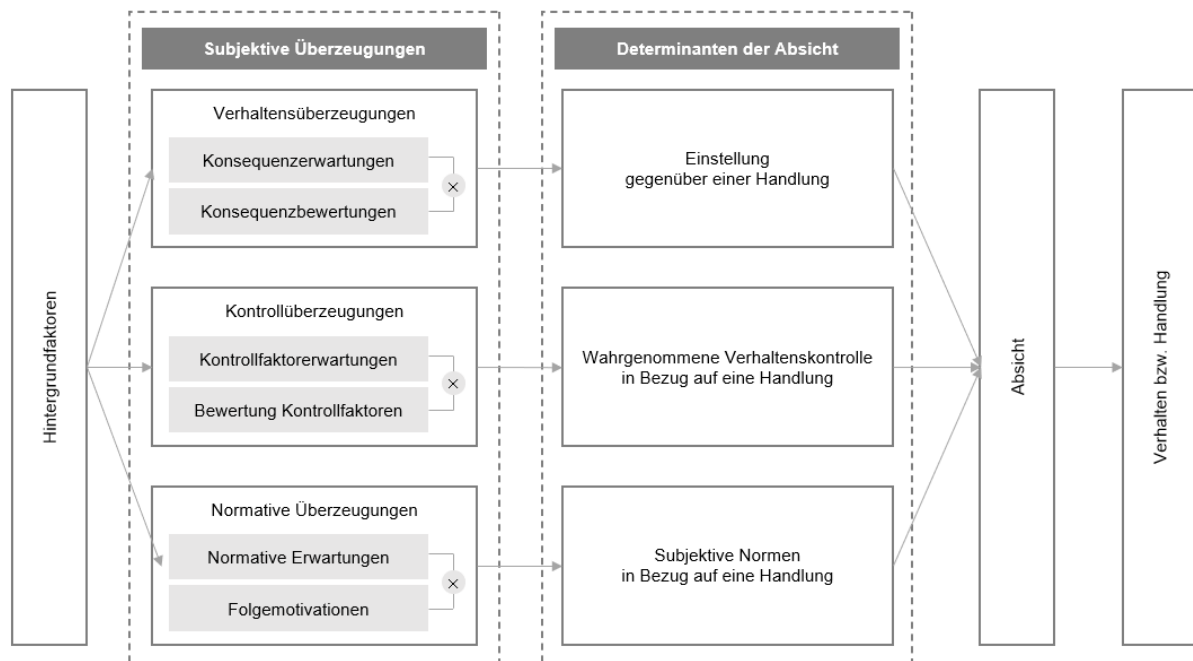 Subjektive Überzeugungen
Determinanten der Absicht
Hintergrundfaktoren
Verhaltensüberzeugungen
Konsequenzerwartungen
×
Konsequenzbewertungen
Einstellung
gegenüber einer Handlung
Kontrollüberzeugungen
Kontrollfaktorerwartungen
×
Bewertung Kontrollfaktoren
Wahrgenommene Verhaltenskontrolle
in Bezug auf eine Handlung
Normative Überzeugungen
Normative Erwartungen
×
Folgemotivationen
Subjektive Normen
in Bezug auf eine Handlung
Absicht
Verhalten bzw. Handlung